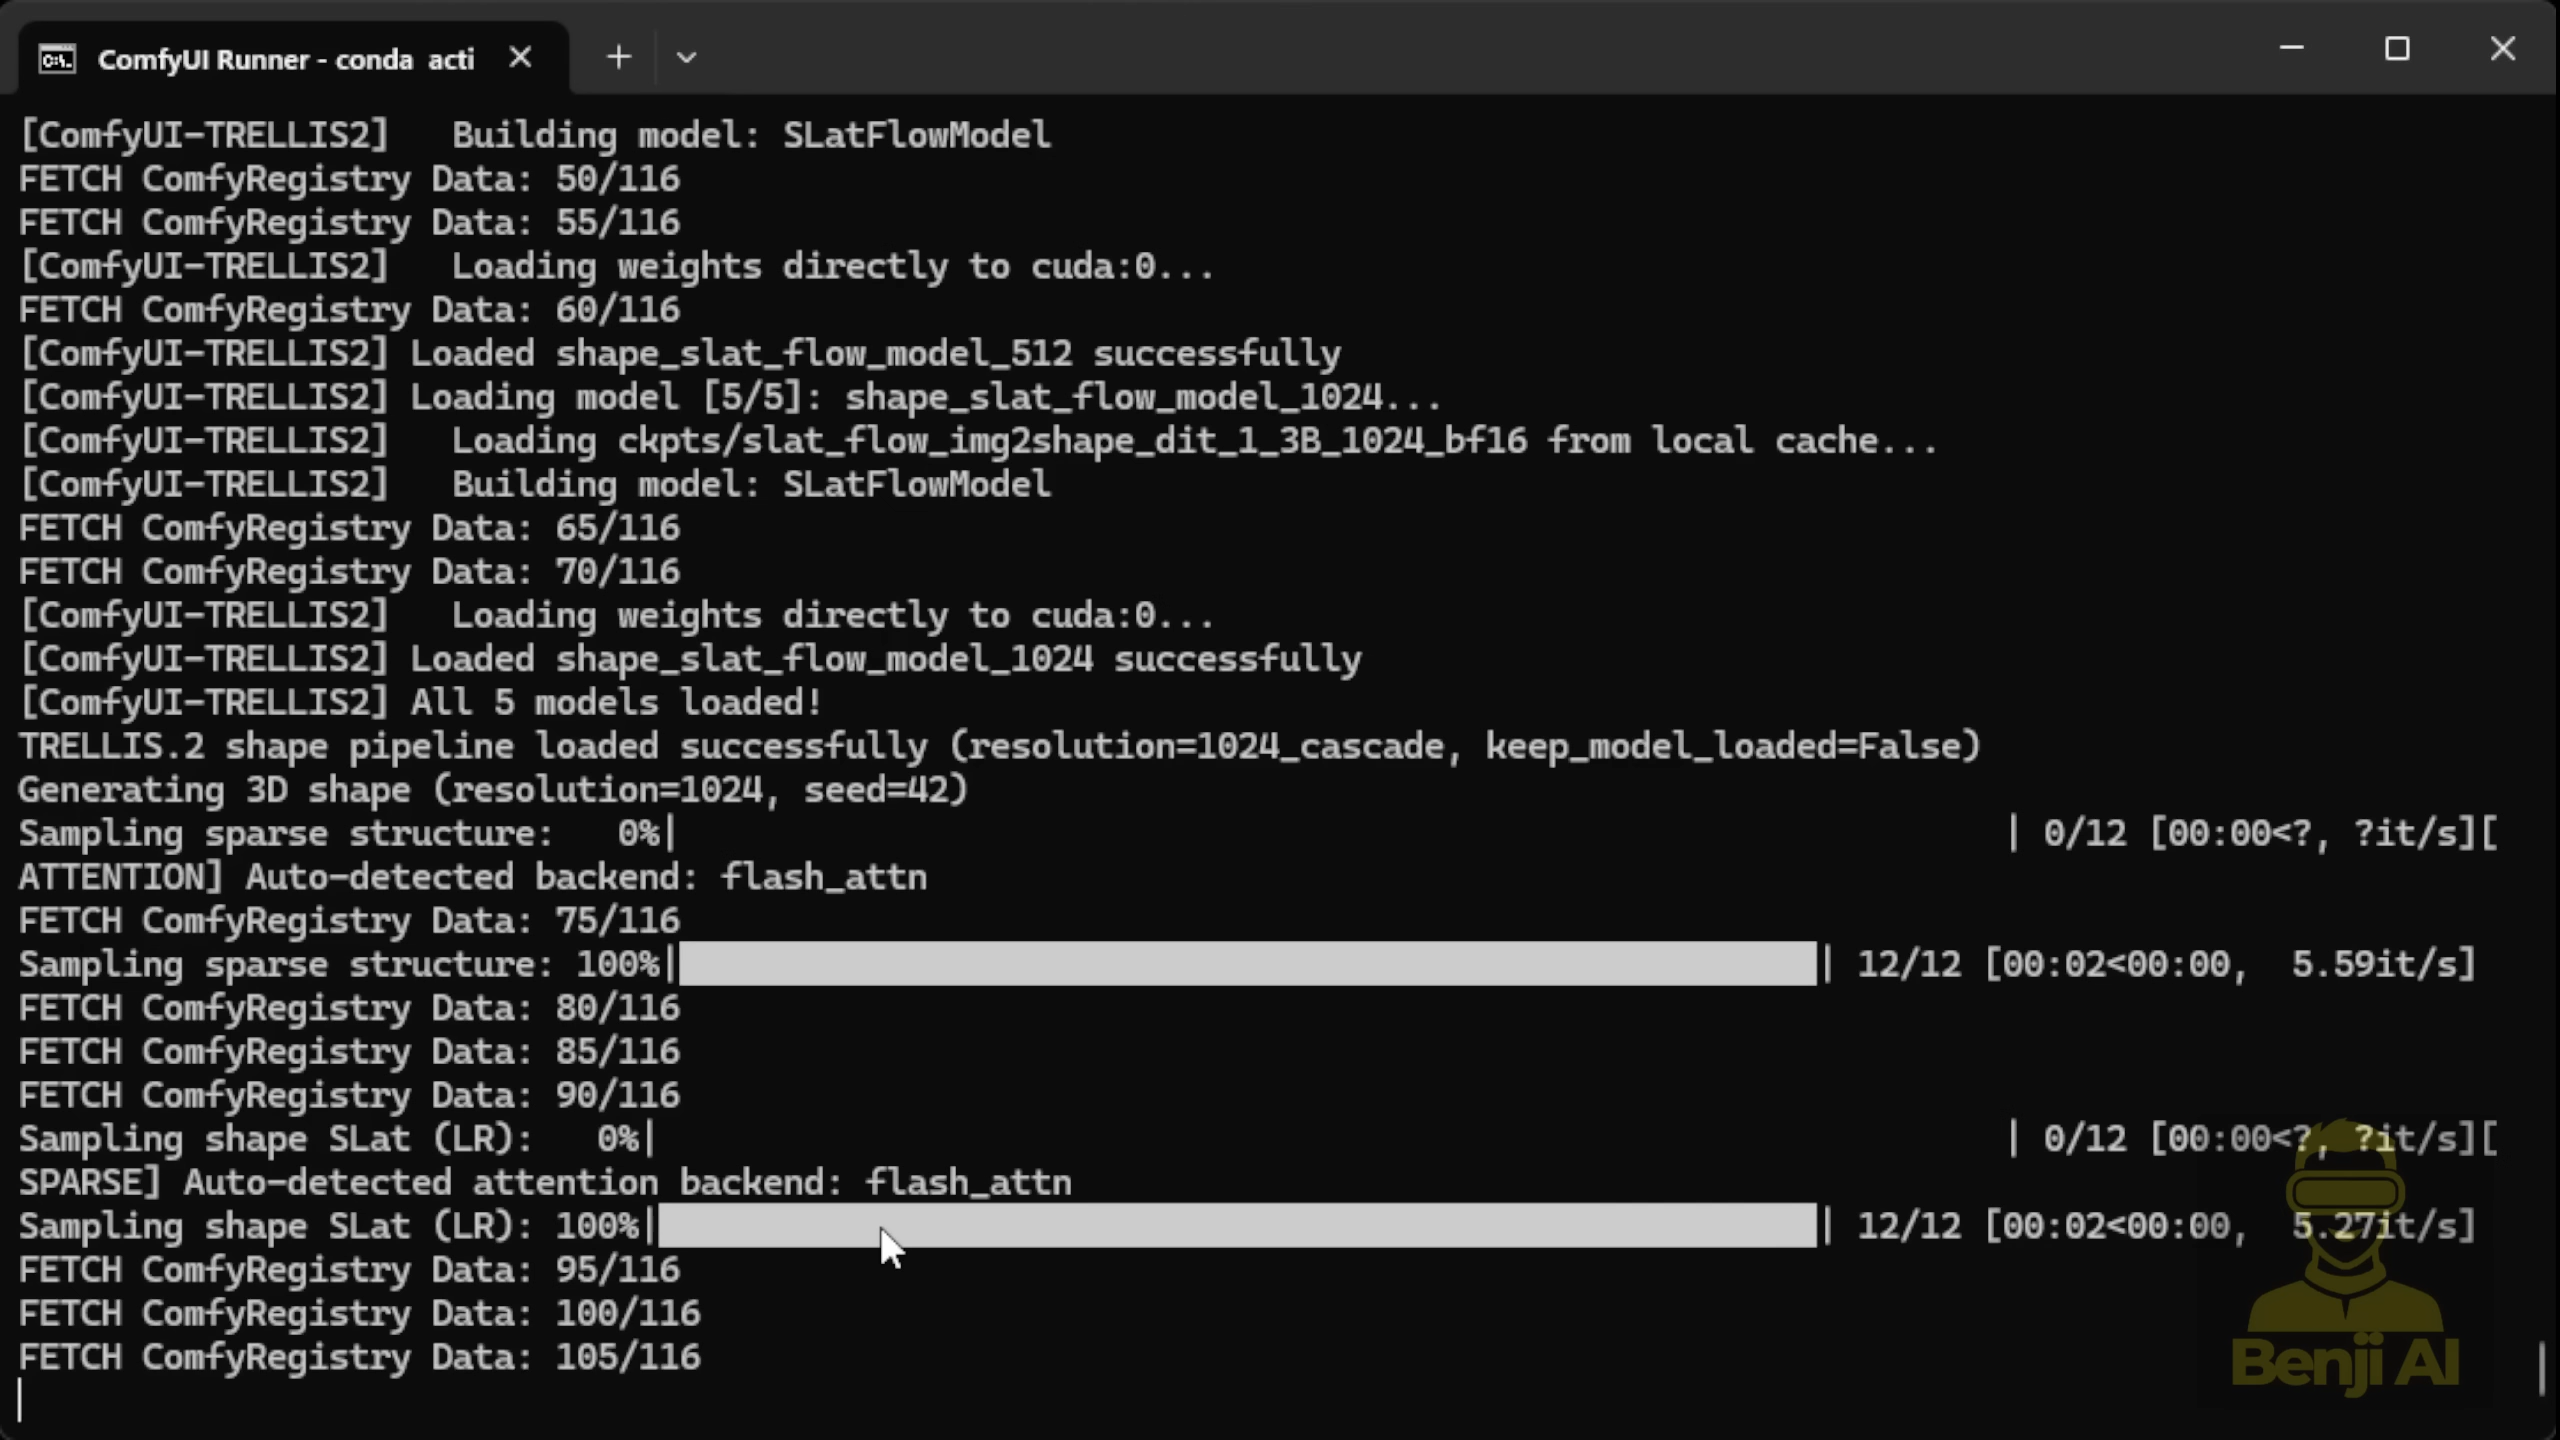 ComfyUI Runner - conda acti
[ComfyUI-TRELLIS2]   Building model: SLatFlowModel
FETCH ComfyRegistry Data: 50/116
FETCH ComfyRegistry Data: 55/116
[ComfyUI-TRELLIS2]   Loading weights directly to cuda:0...
FETCH ComfyRegistry Data: 60/116
[ComfyUI-TRELLIS2] Loaded shape_slat_flow_model_512 successfully
[ComfyUI-TRELLIS2] Loading model [5/5]: shape_slat_flow_model_1024...
[ComfyUI-TRELLIS2]   Loading ckpts/slat_flow_img2shape_dit_1_3B_1024_bf16 from local cache...
[ComfyUI-TRELLIS2]   Building model: SLatFlowModel
FETCH ComfyRegistry Data: 65/116
FETCH ComfyRegistry Data: 70/116
[ComfyUI-TRELLIS2]   Loading weights directly to cuda:0...
[ComfyUI-TRELLIS2] Loaded shape_slat_flow_model_1024 successfully
[ComfyUI-TRELLIS2] All 5 models loaded!
TRELLIS.2 shape pipeline loaded successfully (resolution=1024_cascade, keep_model_loaded=False)
Generating 3D shape (resolution=1024, seed=42)
Sampling sparse structure:   0%| | 0/12 [00:00<?, ?it/s][
ATTENTION] Auto-detected backend: flash_attn
FETCH ComfyRegistry Data: 75/116
Sampling sparse structure: 100%| | 12/12 [00:02<00:00,  5.59it/s]
FETCH ComfyRegistry Data: 80/116
FETCH ComfyRegistry Data: 85/116
FETCH ComfyRegistry Data: 90/116
Sampling shape SLat (LR):   0%| | 0/12 [00:00<?, ?it/s][
SPARSE] Auto-detected attention backend: flash_attn
Sampling shape SLat (LR): 100%| | 12/12 [00:02<00:00,  5.27it/s]
FETCH ComfyRegistry Data: 95/116
FETCH ComfyRegistry Data: 100/116
FETCH ComfyRegistry Data: 105/116
Benji AI